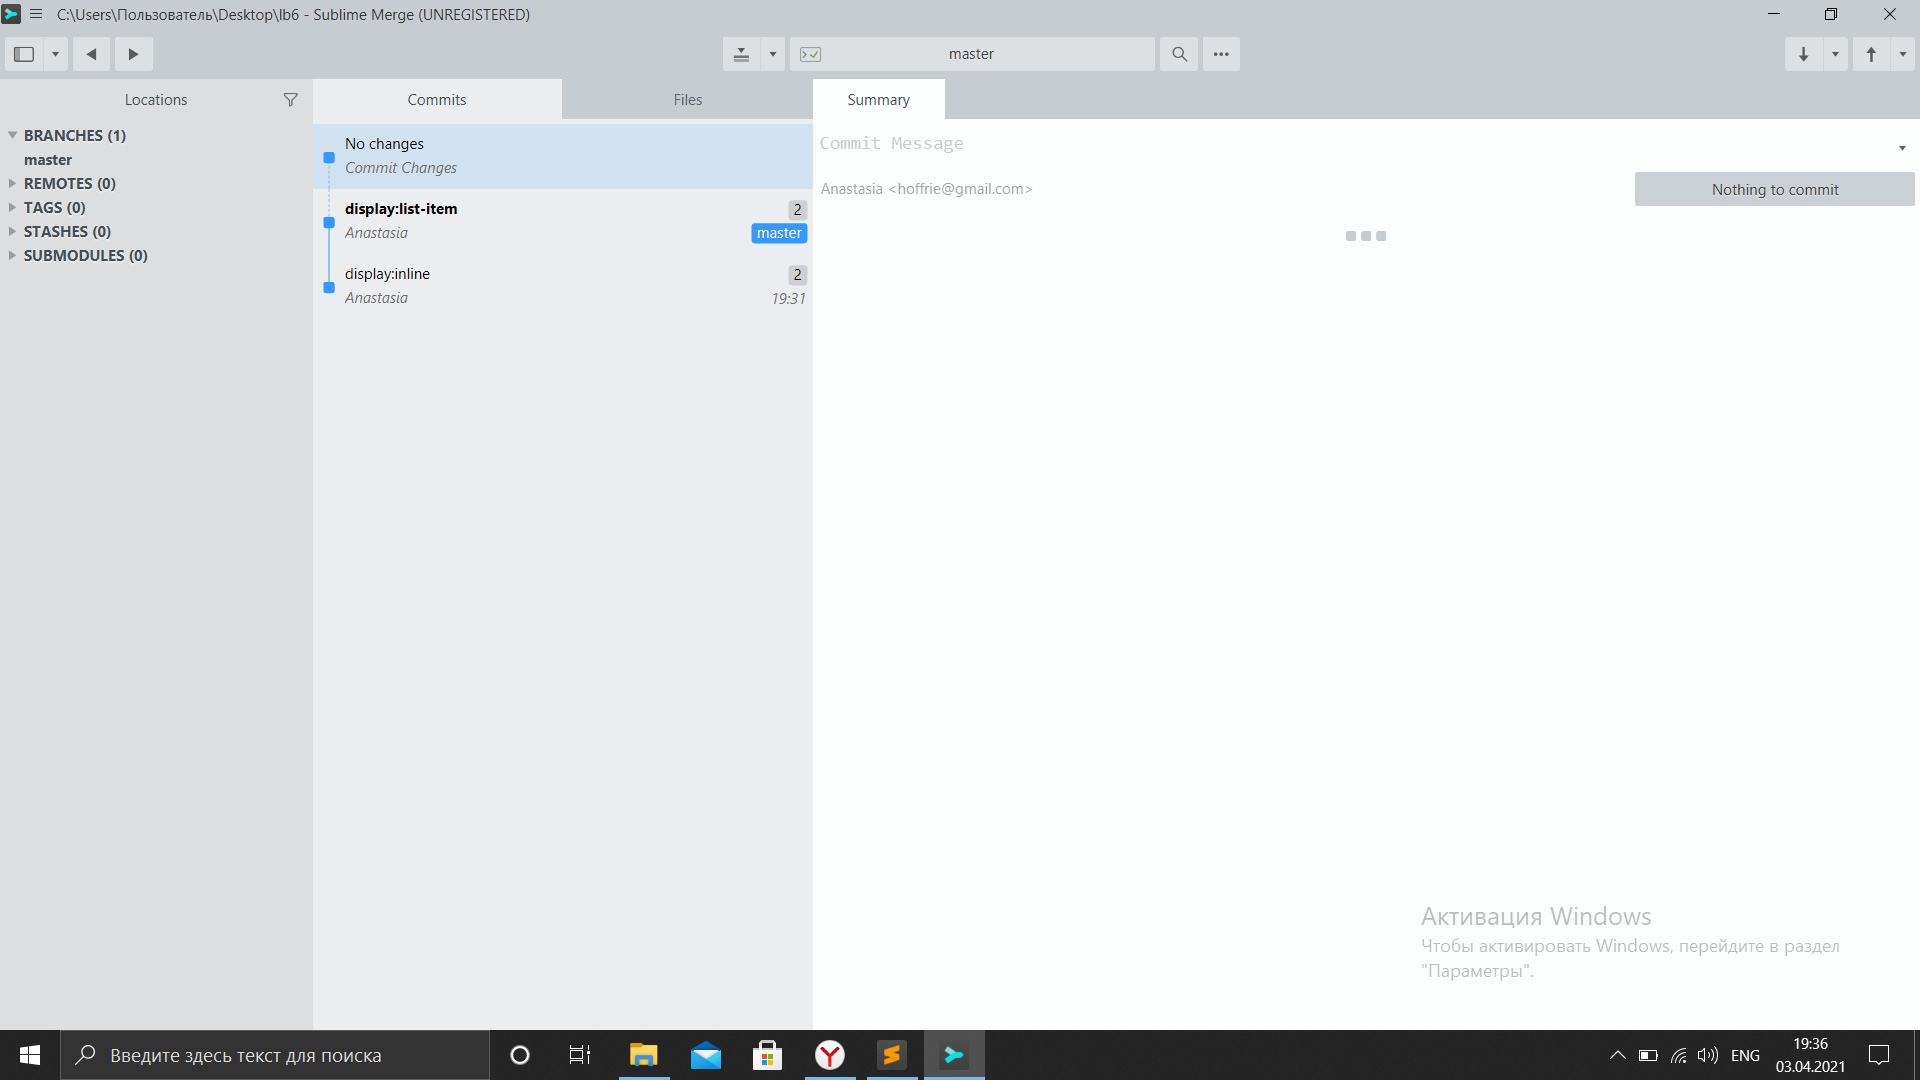 C:\Users\Пользователь\Desktop\lb6 - Sublime Merge (UNREGISTERED)
master
Locations
Commits
Files
Summary
BRANCHES (1)
master
REMOTES (0)
TAGS (0)
STASHES (0)
SUBMODULES (0)
No changes
Commit Changes
display:list-item 2
Anastasia master
display:inline 2
Anastasia 19:31
Commit Message
Anastasia <hoffrie@gmail.com>
Nothing to commit
Активация Windows
Чтобы активировать Windows, перейдите в раздел
"Параметры".
Введите здесь текст для поиска
ENG
19:36
03.04.2021